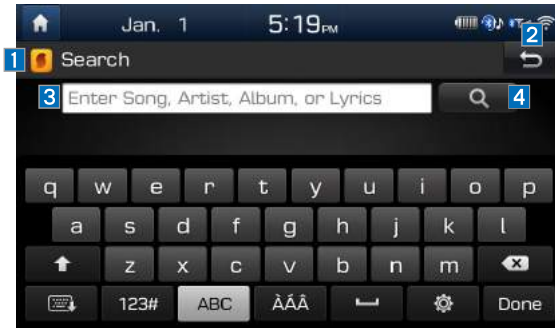 Jan. 1 5:19PM
2
1 Search
3 Enter Song, Artist, Album, or Lyrics 4
q w e r t y u i o p
a s d f g h j k l
z x c v b n m
123# ABC ÀÁÂ Done